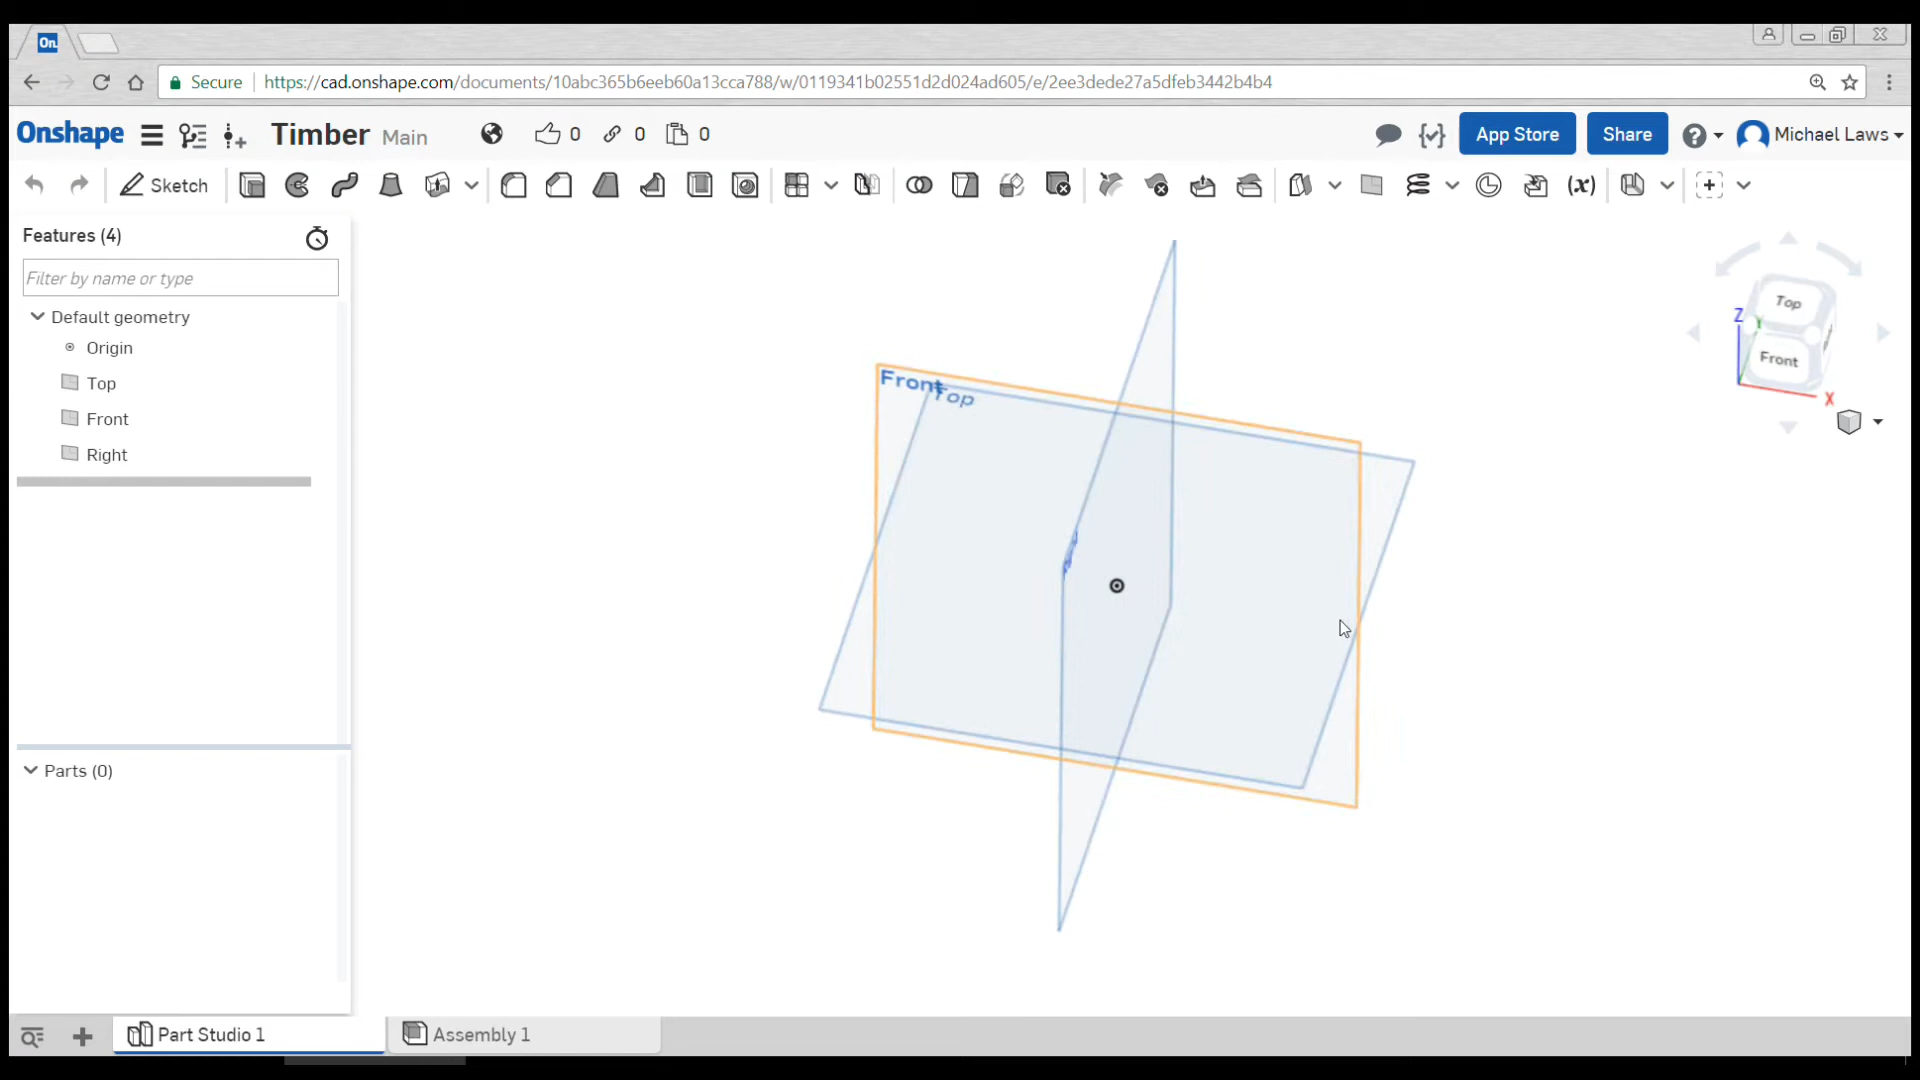 On
Secure https://cad.onshape.com/documents/10abc365b6eeb60a13cca788/w/0119341b02551d2d024ad605/e/2ee3dede27a5dfeb3442b4b4
Onshape Timber Main 0 0 0 App Store Share ? Michael Laws
Sketch (x)
Features (4)
Filter by name or type
Default geometry
Origin
Top
Front
Right
Parts (0)
Front
Top
Top
Front
Z
Y
X
Part Studio 1
Assembly 1